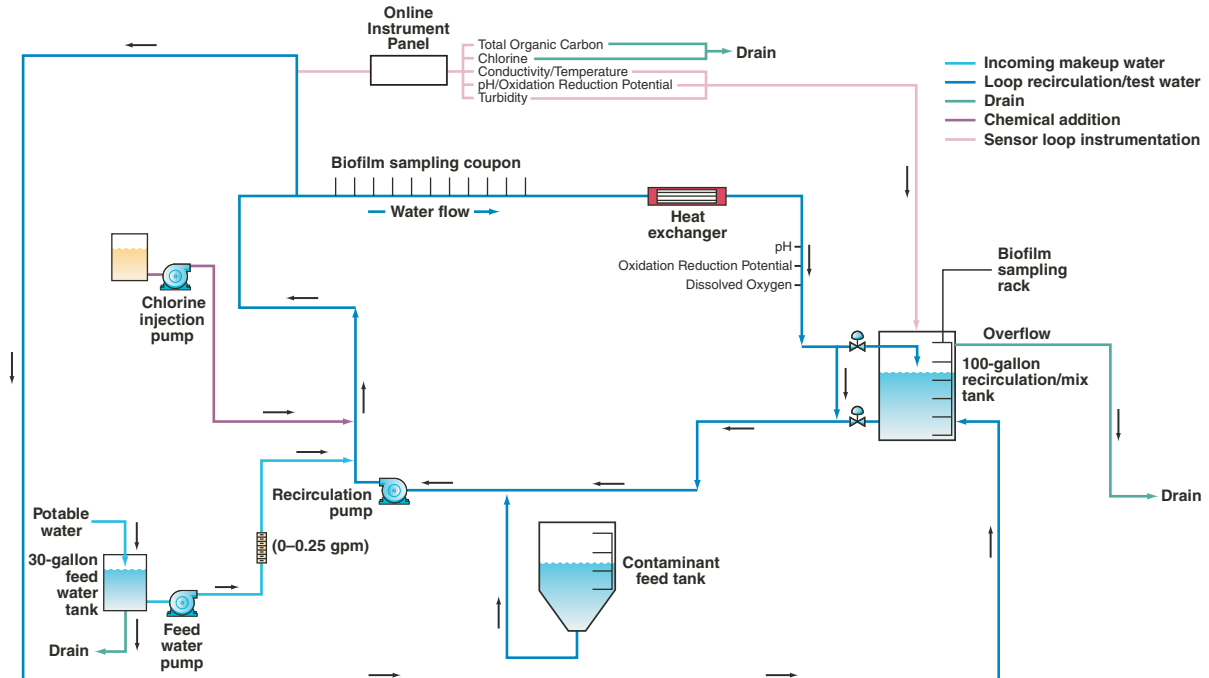 Online
Instrument
Panel
Total Organic Carbon
Chlorine
Conductivity/Temperature
pH/Oxidation Reduction Potential
Turbidity
Drain
Incoming makeup water
Loop recirculation/test water
Drain
Chemical addition
Sensor loop instrumentation
Biofilm sampling coupon
Water flow
Heat
exchanger
pH
Oxidation Reduction Potential
Dissolved Oxygen
Biofilm
sampling
rack
Chlorine
injection
pump
Overflow
100-gallon
recirculation/mix
tank
Recirculation
pump
Drain
Potable
water
(0–0.25 gpm)
30-gallon
feed
water
tank
Contaminant
feed tank
Drain
Feed
water
pump